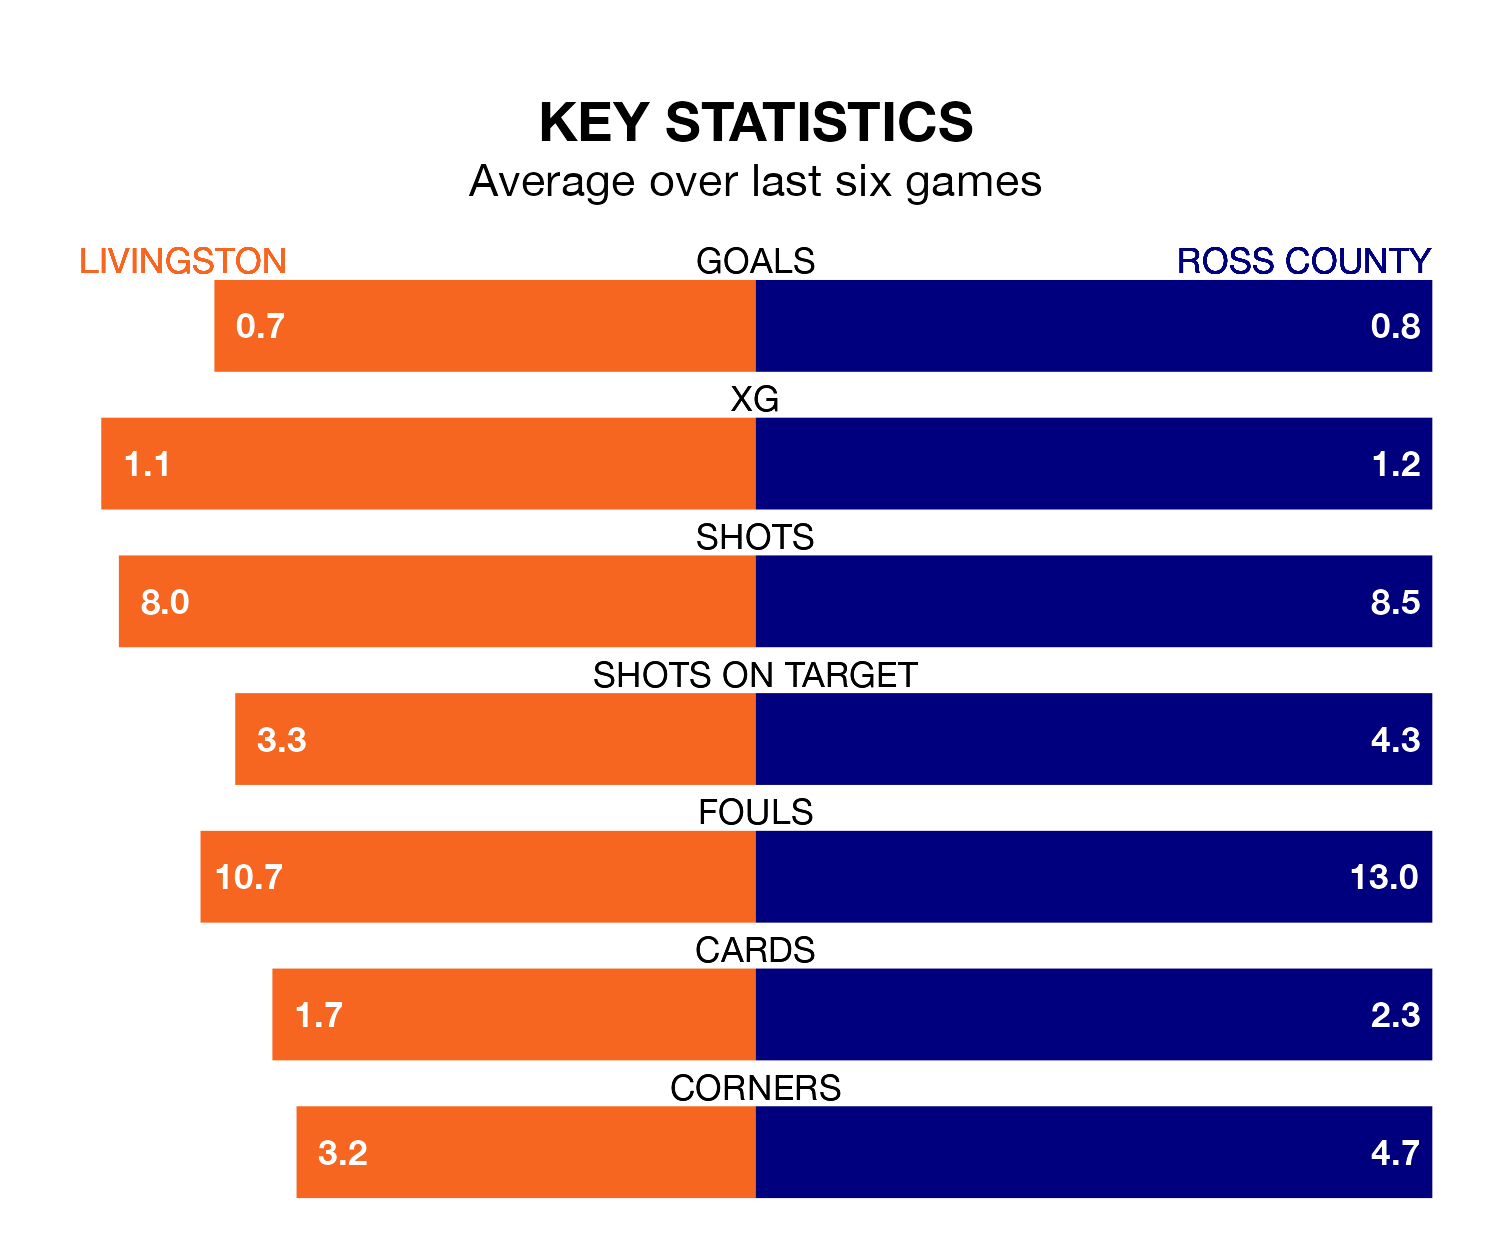 KEY STATISTICS
Average over last six games
LIVINGSTON GOALS ROSS COUNTY
0.7 0.8
XG
1.1 1.2
SHOTS
8.0 8.5
SHOTS ON TARGET
3.3 4.3
FOULS
10.7 13.0
CARDS
1.7 2.3
CORNERS
3.2 4.7